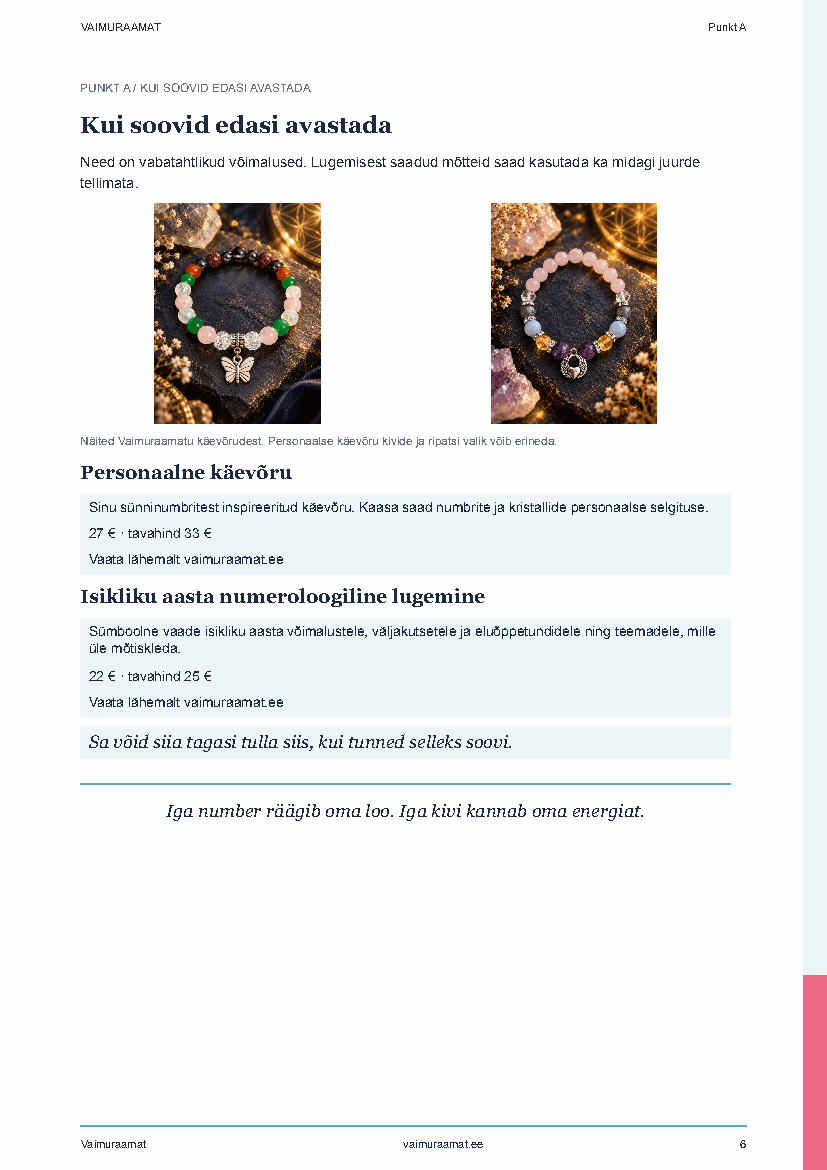 VAIMURAAMAT
Punkt A
PUNKT A / KUI SOOVID EDASI AVASTADA
Kui soovid edasi avastada
Need on vabatahtlikud võimalused. Lugemisest saadud mõtteid saad kasutada ka midagi juurde
tellimata.
Näited Vaimuraamatu käevõrudest. Personaalse käevõru kivide ja ripatsi valik võib erineda.
Personaalne käevõru
Sinu sünninumbritest inspireeritud käevõru. Kaasa saad numbrite ja kristallide personaalse selgituse.
27 € · tavahind 33 €
Vaata lähemalt vaimuraamat.ee
Isikliku aasta numeroloogiline lugemine
Sümboolne vaade isikliku aasta võimalustele, väljakutsetele ja eluõppetundidele ning teemadele, mille
üle mõtiskleda.
22 € · tavahind 25 €
Vaata lähemalt vaimuraamat.ee
Sa võid siia tagasi tulla siis, kui tunned selleks soovi.
Iga number räägib oma loo. Iga kivi kannab oma energiat.
Vaimuraamat
vaimuraamat.ee
6